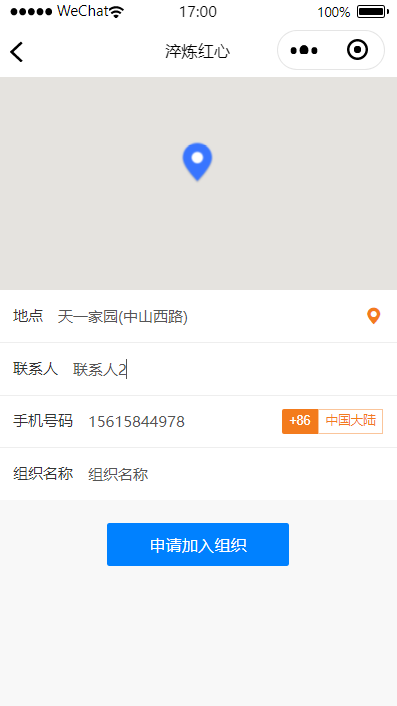 WeChat 17:00 100%
淬炼红心
地点 天一家园(中山西路)
联系人 联系人2
手机号码 15615844978 +86 中国大陆
组织名称 组织名称
申请加入组织